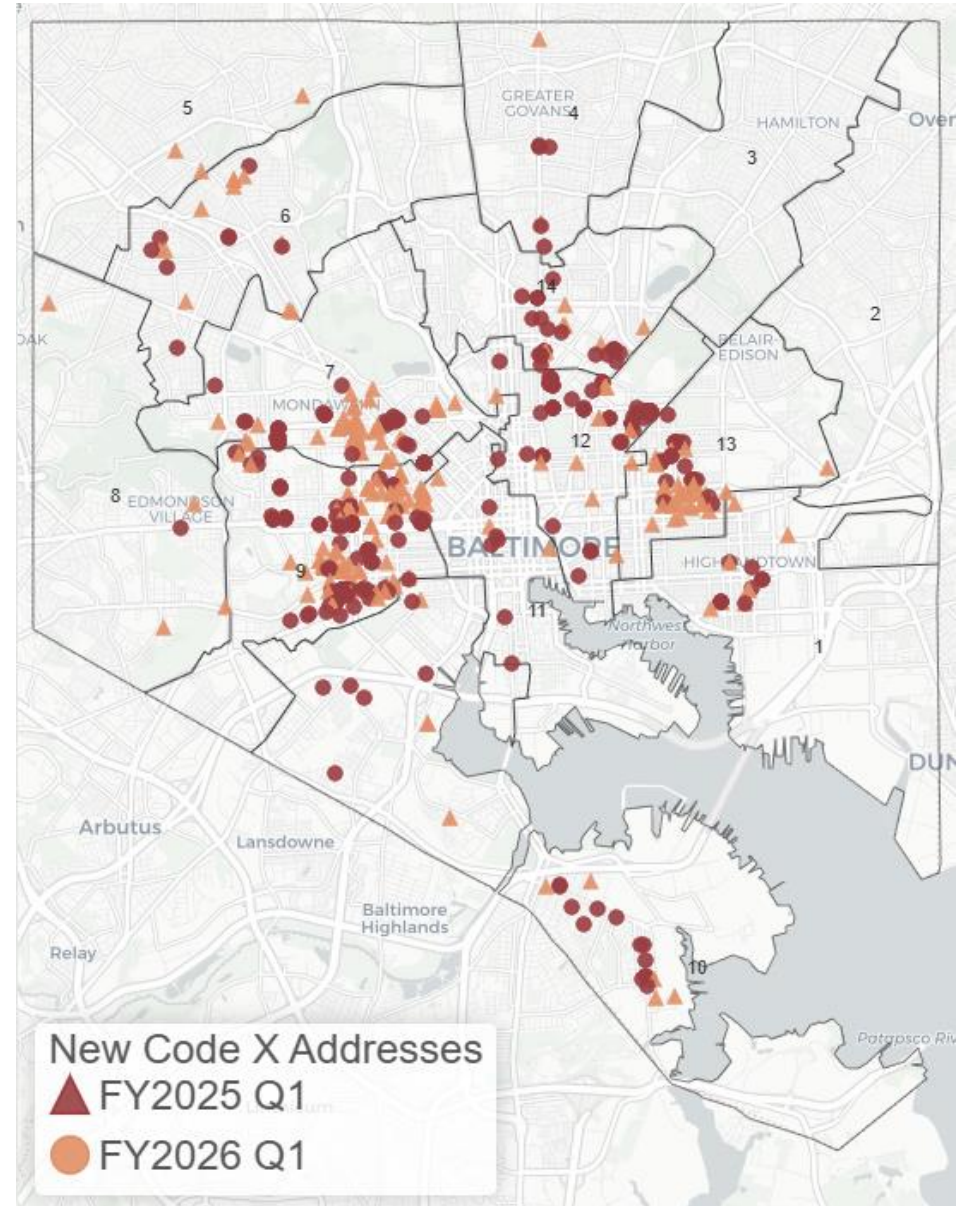 5
GREATER
GOVANS
4
HAMILTON
Over
3
6
14
2
OAK
BELAIR-
EDISON
7
MONDAWMIN
12
13
8
EDMONDSON
VILLAGE
BALTIMORE
HIGHLANDTOWN
9
11
Northwest
Harbor
1
DUN
Arbutus
Lansdowne
Baltimore
Highlands
Relay
10
Patapsco Riv
New Code X Addresses
FY2025 Q1
FY2026 Q1